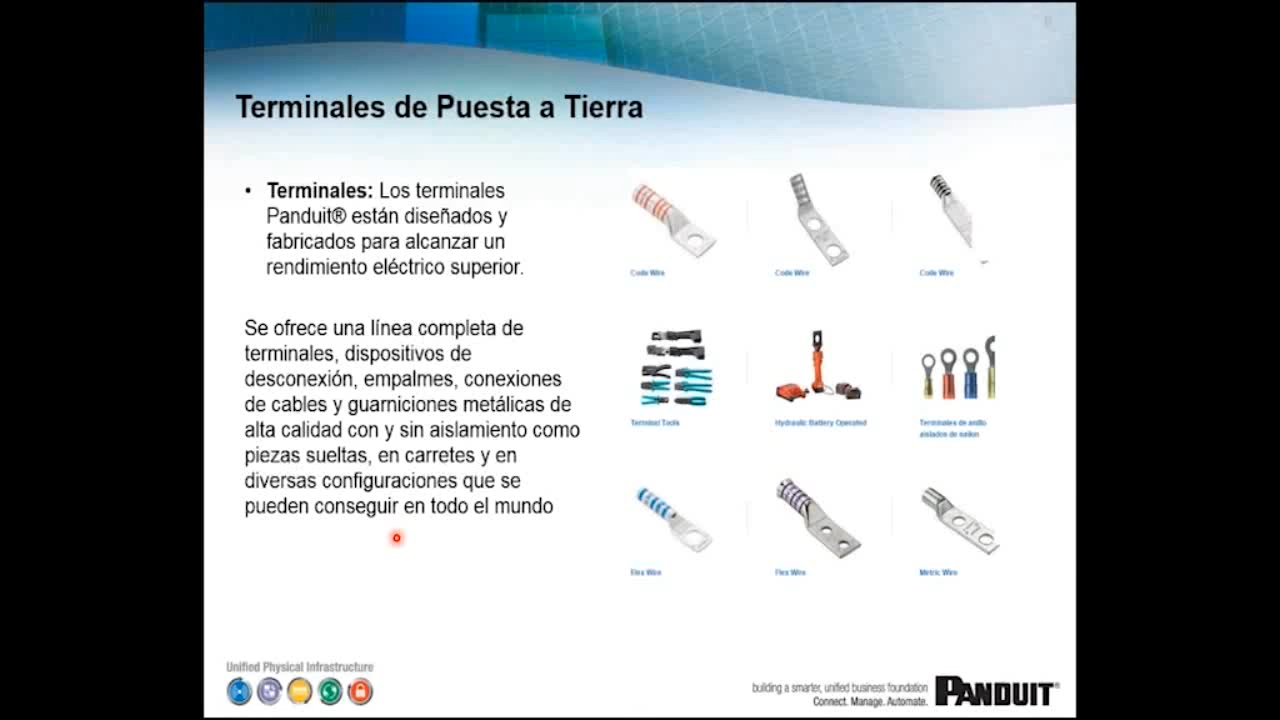 Terminales de Puesta a Tierra
• Terminales: Los terminales
Panduit® están diseñados y
fabricados para alcanzar un
rendimiento eléctrico superior.
Se ofrece una línea completa de
terminales, dispositivos de
desconexión, empalmes, conexiones
de cables y guarniciones metálicas de
alta calidad con y sin aislamiento como
piezas sueltas, en carretes y en
diversas configuraciones que se
pueden conseguir en todo el mundo
Code Wire
Code Wire
Code Wire
Terminal Tools
Hydraulic Battery Operated
Terminales de anillo
aislados de nailon
Flex Wire
Flex Wire
Metric Wire
Unified Physical Infrastructure
building a smarter, unified business foundation
Connect. Manage. Automate.
PANDUIT®